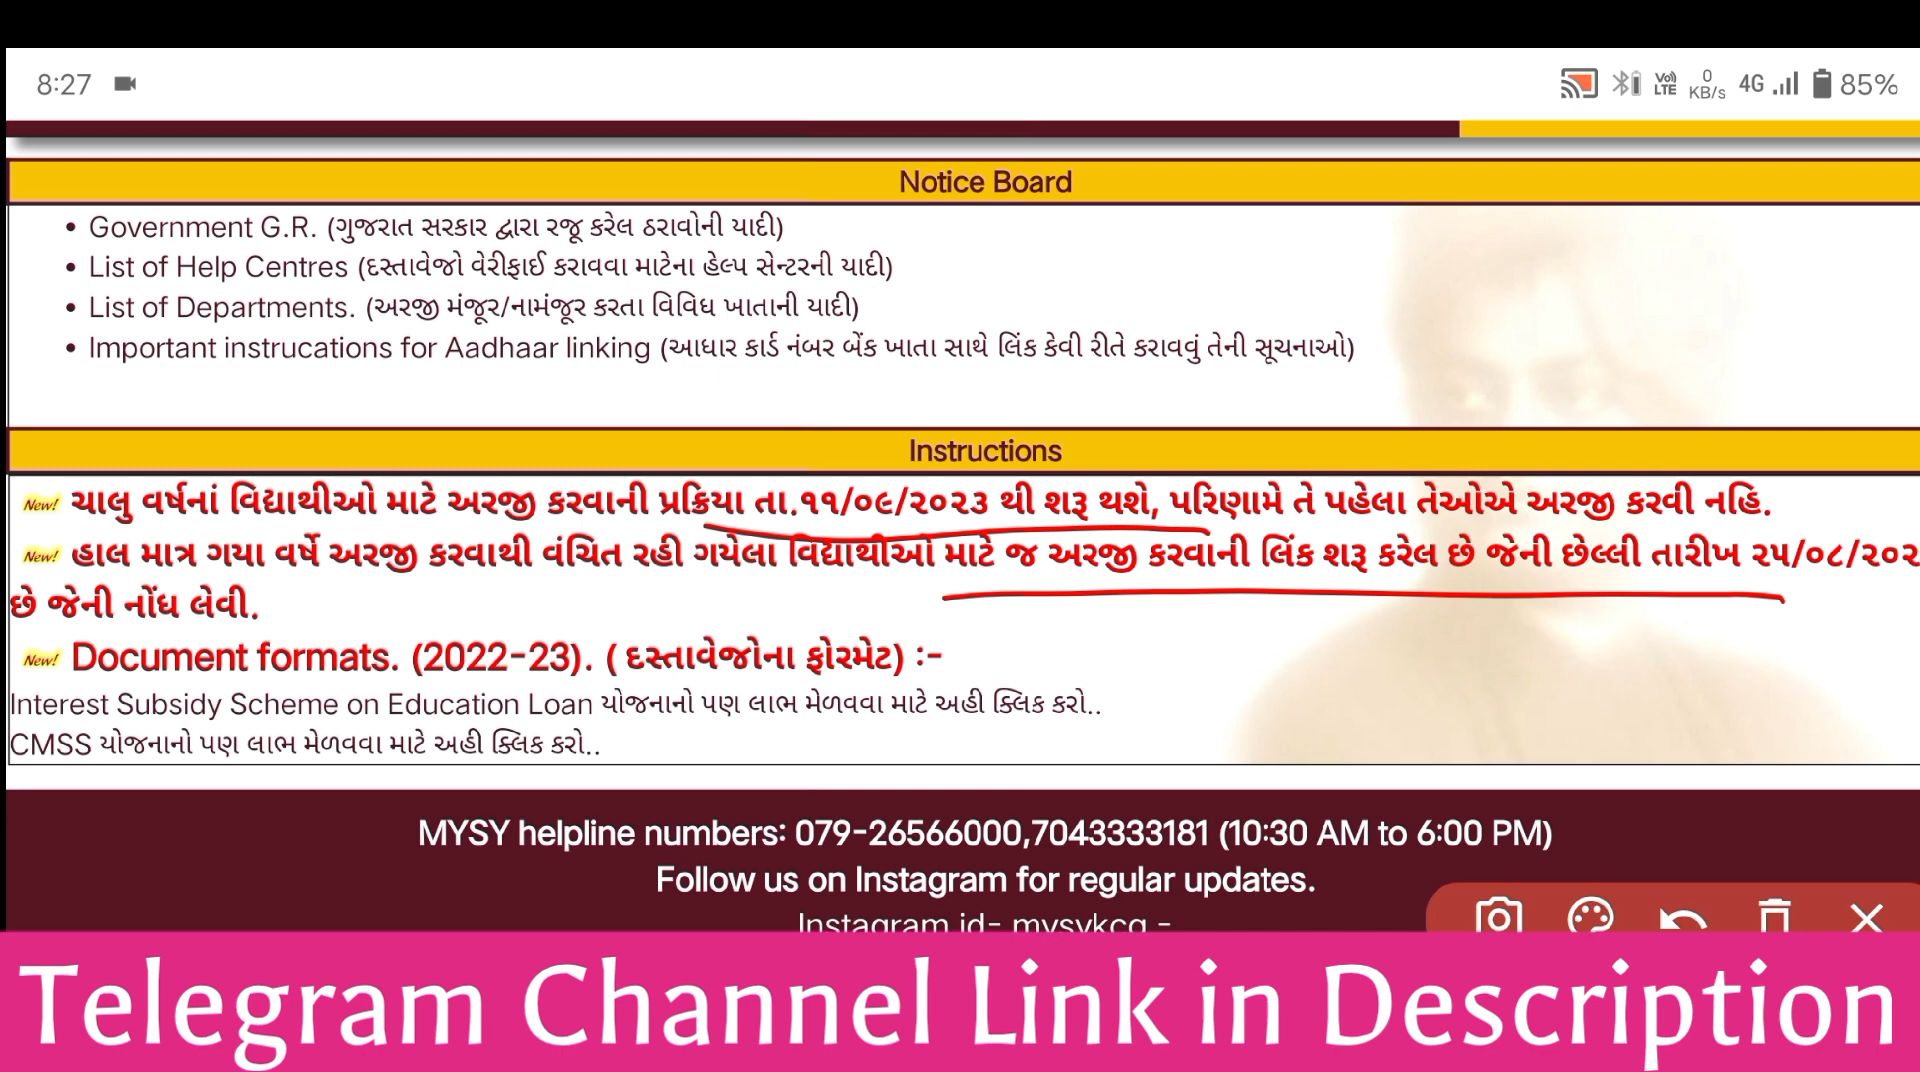 8:27
Vo) LTE 0 KB/s 4G 85%
Notice Board
• Government G.R. (ગુજરાત સરકાર દ્વારા રજૂ કરેલ ઠરાવોની યાદી)
• List of Help Centres (દસ્તાવેજો વેરીફાઈ કરાવવા માટેના હેલ્પ સેન્ટરની યાદી)
• List of Departments. (અરજી મંજૂર/નામંજૂર કરતા વિવિધ ખાતાની યાદી)
• Important instrucations for Aadhaar linking (આધાર કાર્ડ નંબર બેંક ખાતા સાથે લિંક કેવી રીતે કરાવવું તેની સૂચનાઓ)
Instructions
New! ચાલુ વર્ષનાં વિદ્યાથીઓ માટે અરજી કરવાની પ્રક્રિયા તા.૧૧/૦૯/૨૦૨૩ થી શરૂ થશે, પરિણામે તે પહેલા તેઓએ અરજી કરવી નહિ.
New! હાલ માત્ર ગયા વર્ષે અરજી કરવાથી વંચિત રહી ગયેલા વિદ્યાથીઓ માટે જ અરજી કરવાની લિંક શરૂ કરેલ છે જેની છેલ્લી તારીખ ૨૫/૦૮/૨૦૨
છે જેની નોંધ લેવી.
New! Document formats. (2022-23). ( દસ્તાવેજોના ફોરમેટ) :-
Interest Subsidy Scheme on Education Loan યોજનાનો પણ લાભ મેળવવા માટે અહી ક્લિક કરો..
CMSS યોજનાનો પણ લાભ મેળવવા માટે અહી ક્લિક કરો..
MYSY helpline numbers: 079-26566000,7043333181 (10:30 AM to 6:00 PM)
Follow us on Instagram for regular updates.
Instagram id- mysykcg -
Telegram Channel Link in Description